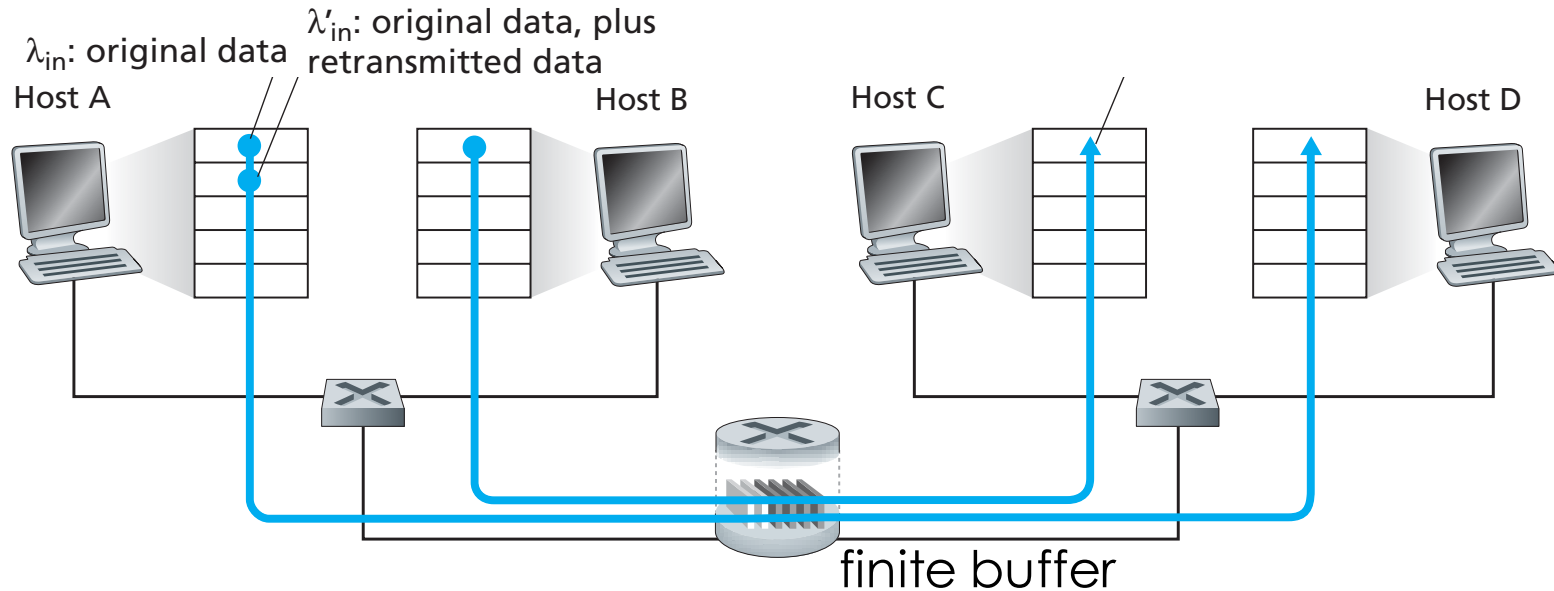 λ'in: original data, plus
retransmitted data
λin: original data
Host A
Host B
Host C
Host D
finite buffer